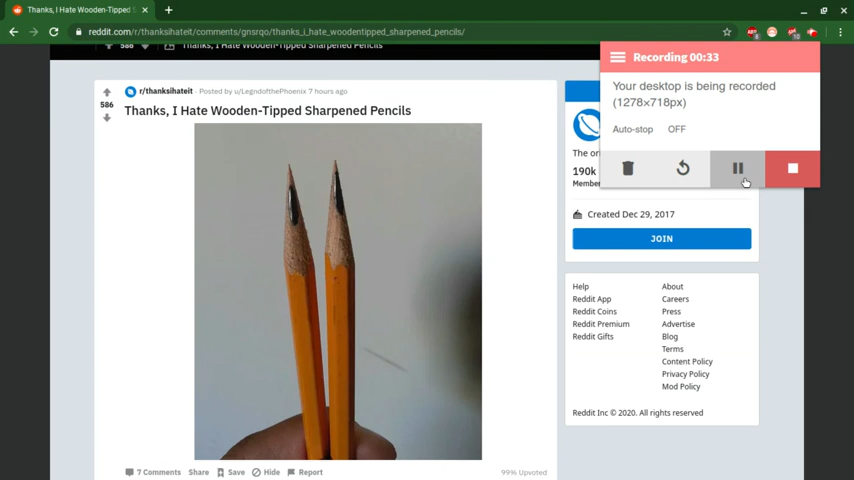 Thanks, I Hate Wooden-Tipped S
reddit.com/r/thanksihateit/comments/gnsrqo/thanks_i_hate_woodentipped_sharpened_pencils/
586
Thanks, I Hate Wooden-Tipped Sharpened Pencils
Recording 00:33
Your desktop is being recorded
(1278×718px)
Auto-stop OFF
r/thanksihateit · Posted by u/LegndofthePhoenix 7 hours ago
586
Thanks, I Hate Wooden-Tipped Sharpened Pencils
7 Comments Share Save Hide Report
99% Upvoted
The
190k
Created Dec 29, 2017
JOIN
Help About
Reddit App Careers
Reddit Coins Press
Reddit Premium Advertise
Reddit Gifts Blog
Terms
Content Policy
Privacy Policy
Mod Policy
Reddit Inc © 2020. All rights reserved